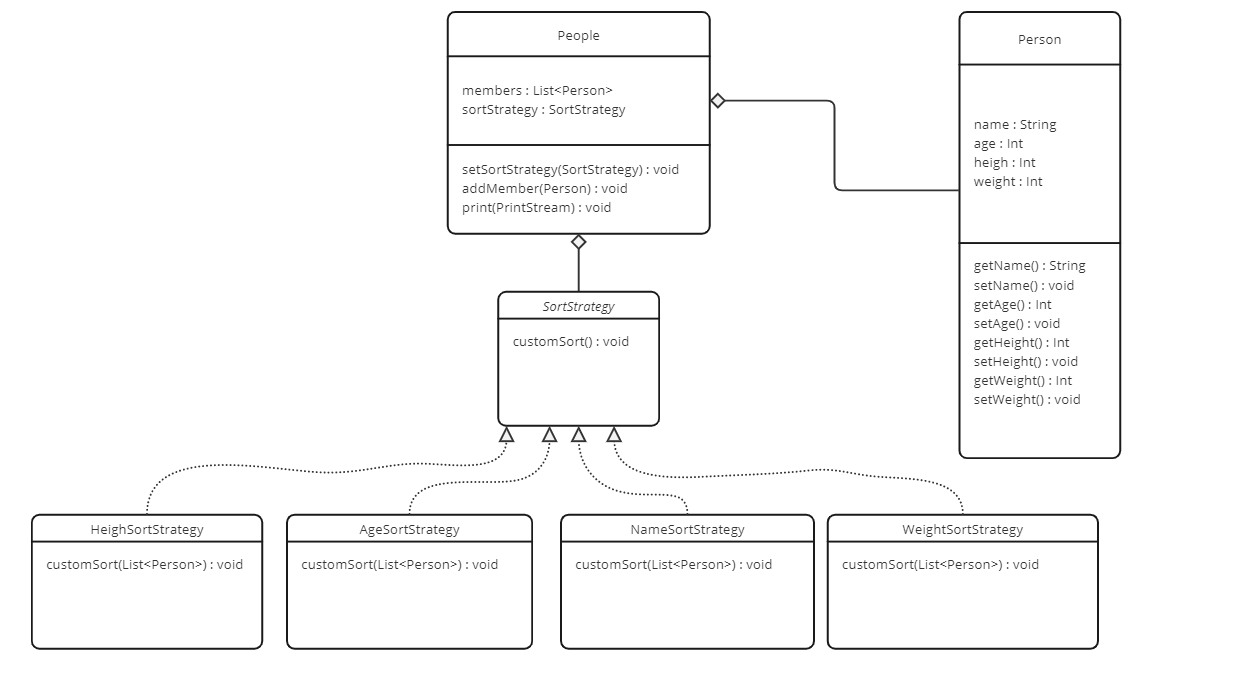 People
members : List<Person>
sortStrategy : SortStrategy
setSortStrategy(SortStrategy) : void
addMember(Person) : void
print(PrintStream) : void
Person
name : String
age : Int
heigh : Int
weight : Int
getName() : String
setName() : void
getAge() : Int
setAge() : void
getHeight() : Int
setHeight() : void
getWeight() : Int
setWeight() : void
SortStrategy
customSort() : void
HeighSortStrategy
customSort(List<Person>) : void
AgeSortStrategy
customSort(List<Person>) : void
NameSortStrategy
customSort(List<Person>) : void
WeightSortStrategy
customSort(List<Person>) : void